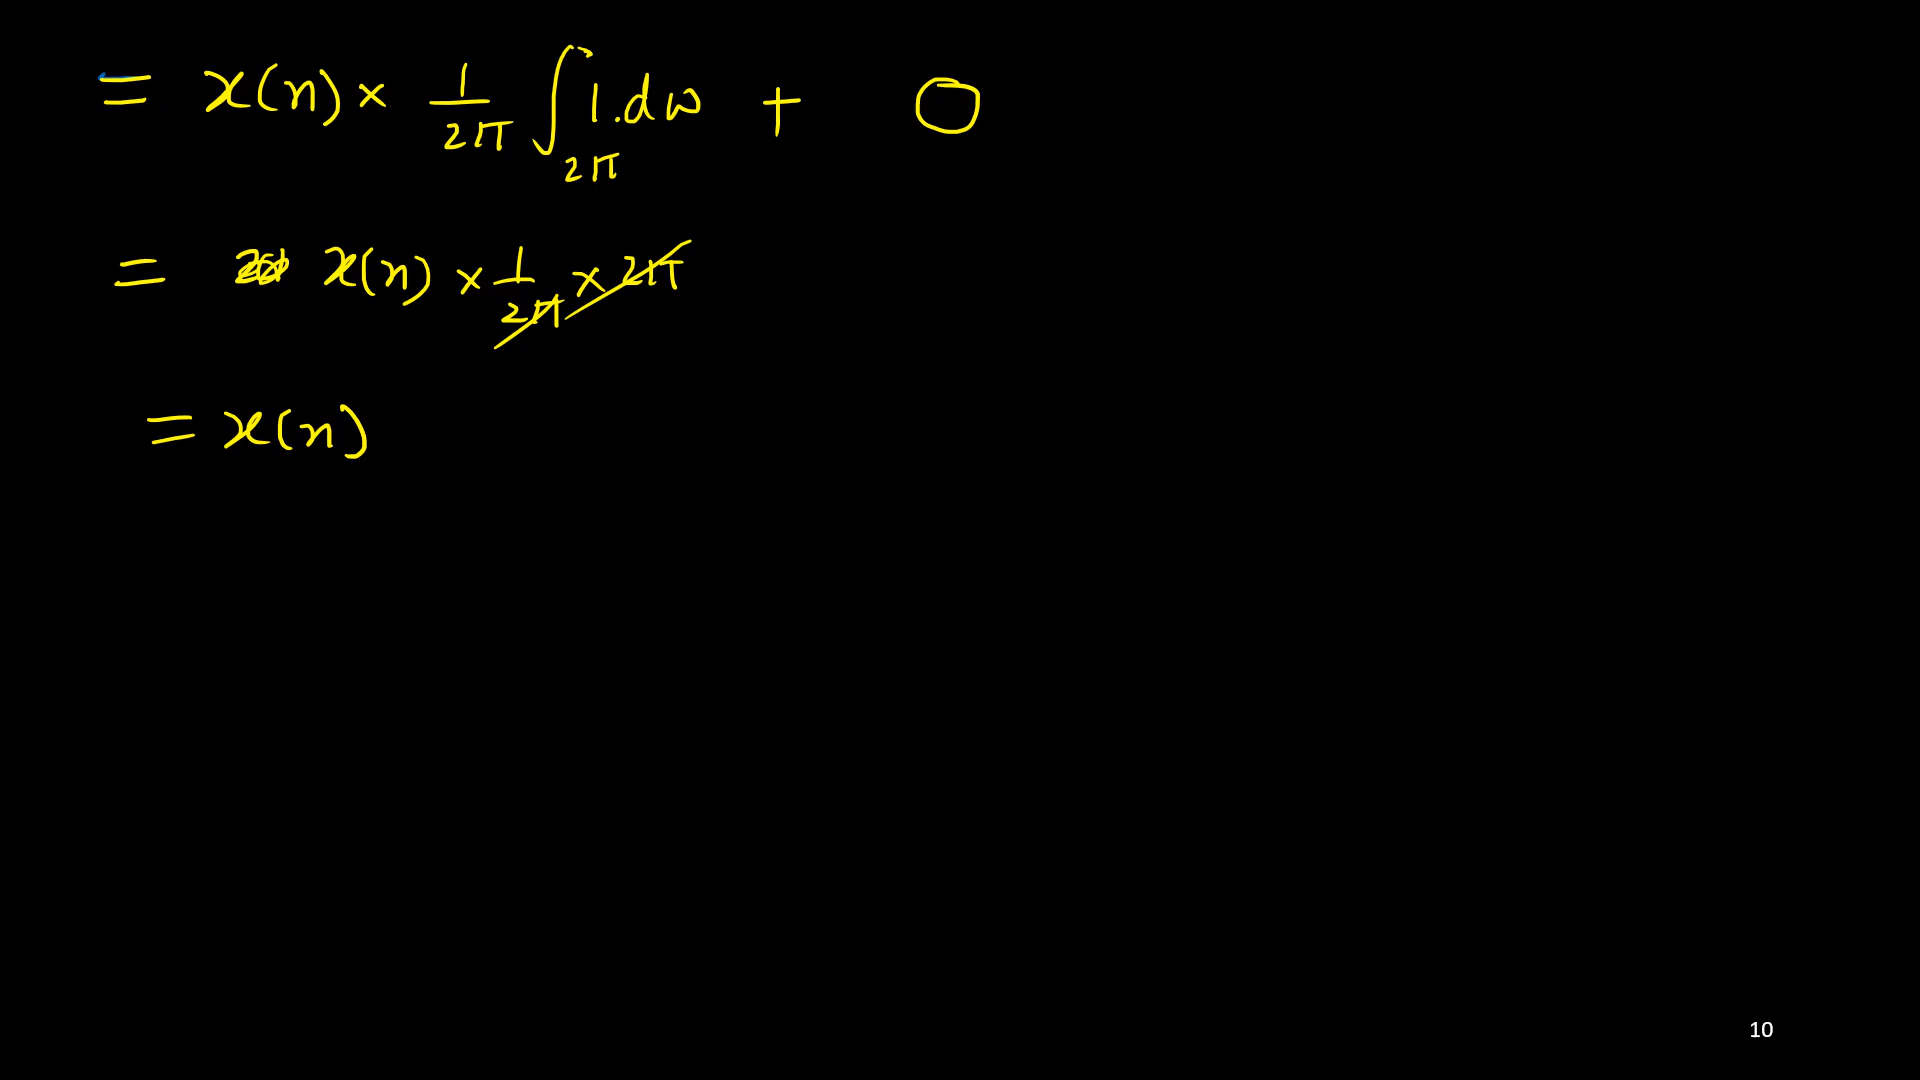 = x(n) × 1/2π ∫2π 1.dω + 0
= x(n) × 1/2π × 2π
= x(n)
10